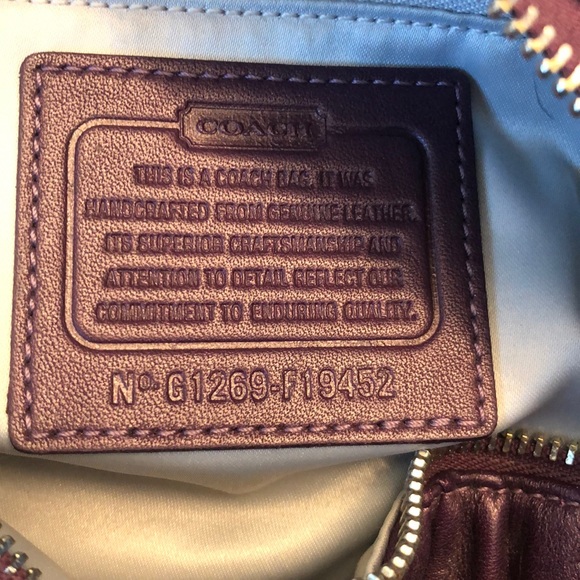 COACH
THIS IS A COACH BAG. IT WAS
HANDCRAFTED FROM GENUINE LEATHER.
ITS SUPERIOR CRAFTSMANSHIP AND
ATTENTION TO DETAIL REFLECT OUR
COMMITMENT TO ENDURING QUALITY.
No. G1269-F19452